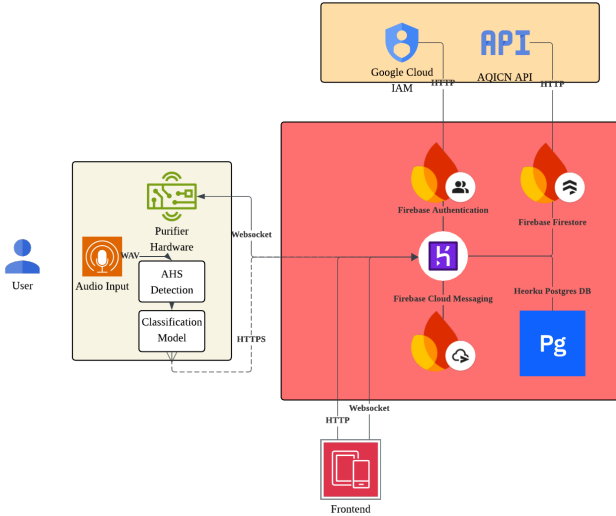 API
Google Cloud
IAM
AQICN API
HTTP
HTTP
Firebase Authentication
Firebase Firestore
Purifier
Hardware
Websocket
WAV
Audio Input
AHS
Detection
User
Firebase Cloud Messaging
Heorku Postgres DB
Classification
Model
HTTPS
Pg
Websocket
HTTP
Frontend